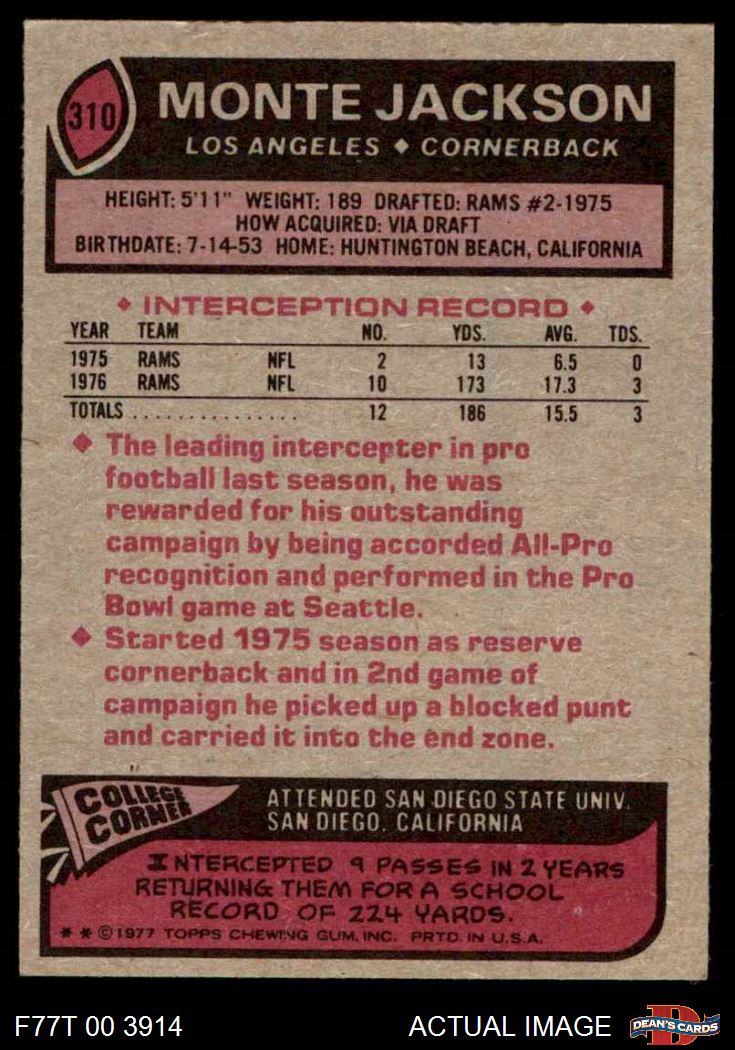 310
MONTE JACKSON
LOS ANGELES ♦ CORNERBACK
HEIGHT: 5'11" WEIGHT: 189 DRAFTED: RAMS #2-1975
HOW ACQUIRED: VIA DRAFT
BIRTHDATE: 7-14-53 HOME: HUNTINGTON BEACH, CALIFORNIA
♦ INTERCEPTION RECORD ♦
YEAR TEAM NO. YDS. AVG. TDS.
1975 RAMS NFL 2 13 6.5 0
1976 RAMS NFL 10 173 17.3 3
TOTALS ................ 12 186 15.5 3
♦ The leading intercepter in pro
football last season, he was
rewarded for his outstanding
campaign by being accorded All-Pro
recognition and performed in the Pro
Bowl game at Seattle.
♦ Started 1975 season as reserve
cornerback and in 2nd game of
campaign he picked up a blocked punt
and carried it into the end zone.
COLLEGE
CORNER
ATTENDED SAN DIEGO STATE UNIV.
SAN DIEGO, CALIFORNIA
INTERCEPTED 9 PASSES IN 2 YEARS
RETURNING THEM FOR A SCHOOL
RECORD OF 224 YARDS.
* * ©1977 TOPPS CHEWING GUM, INC. PRTD. IN U.S.A.
F77T 00 3914 ACTUAL IMAGE
D
DEAN'S CARDS